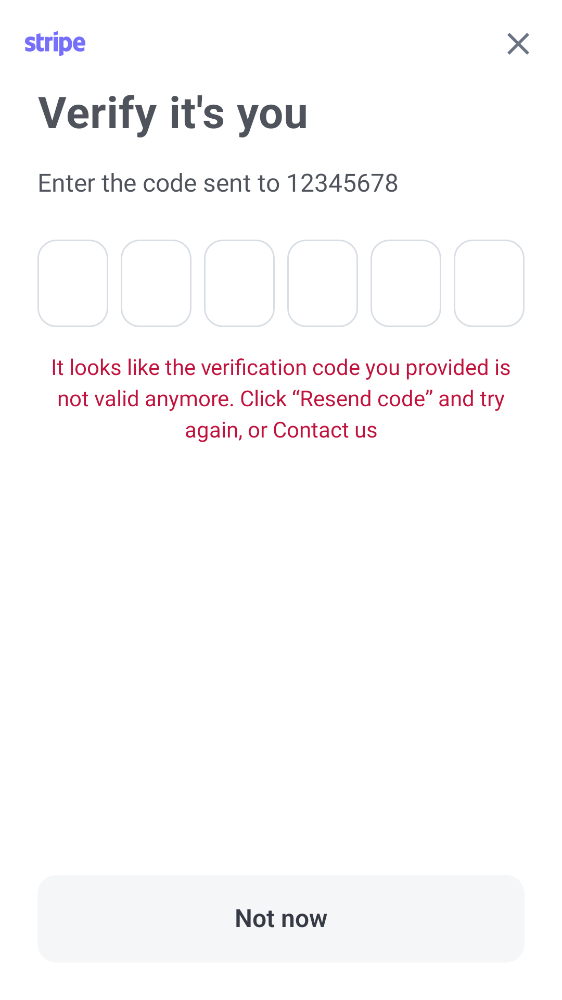 stripe
Verify it's you
Enter the code sent to 12345678
It looks like the verification code you provided is
not valid anymore. Click “Resend code” and try
again, or Contact us
Not now